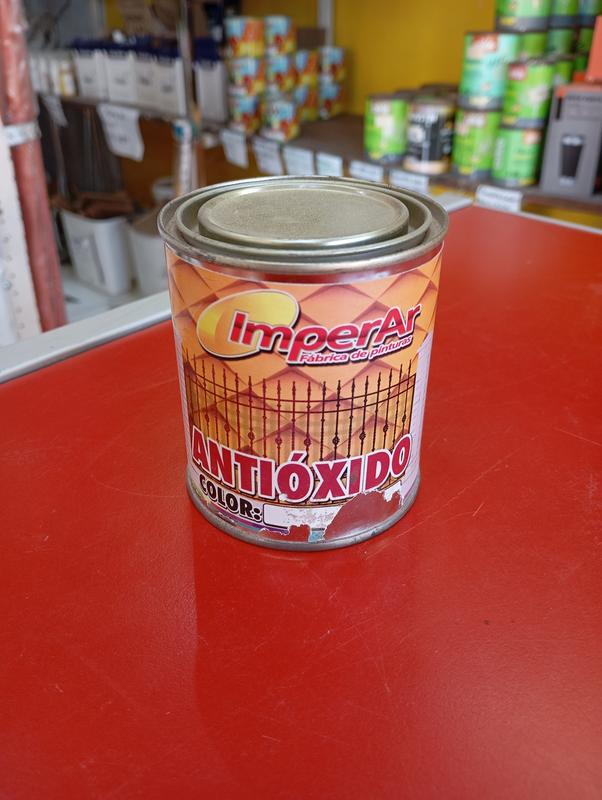 ImperAr
Fábrica de pinturas
ANTIÓXIDO
COLOR: